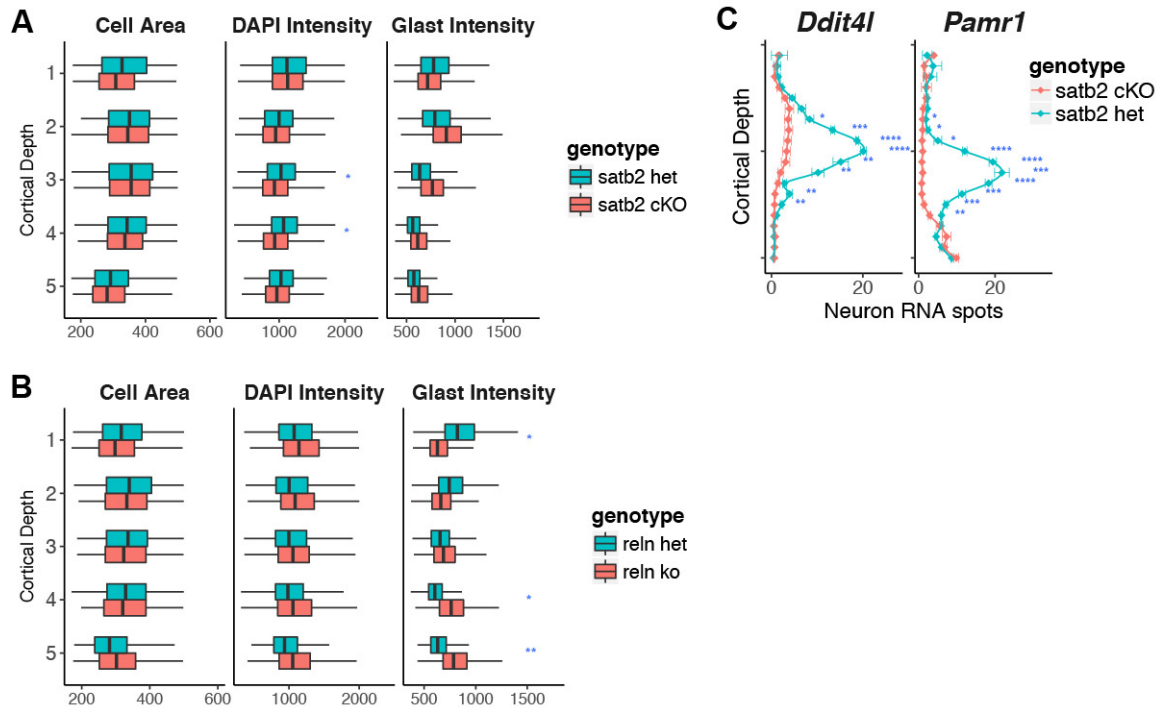 A
Cell Area DAPI Intensity Glast Intensity
Cortical Depth
1
2
3
4
5
*
*
200 400 600 1000 2000 500 1000 1500
genotype
satb2 het
satb2 cKO
B
Cell Area DAPI Intensity Glast Intensity
Cortical Depth
1
2
3
4
5
*
*
**
200 400 600 1000 2000 500 1000 1500
genotype
reln het
reln ko
C
Ddit4l Pamr1
Cortical Depth
*
***
****
****
**
**
**
**
*
*
*
****
****
***
****
***
***
**
0 20 0 20
Neuron RNA spots
genotype
satb2 cKO
satb2 het